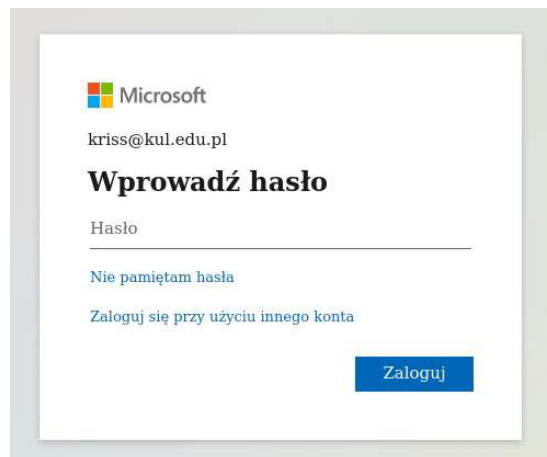 Microsoft
kriss@kul.edu.pl
Wprowadź hasło
Hasło
Nie pamiętam hasła
Zaloguj się przy użyciu innego konta
Zaloguj